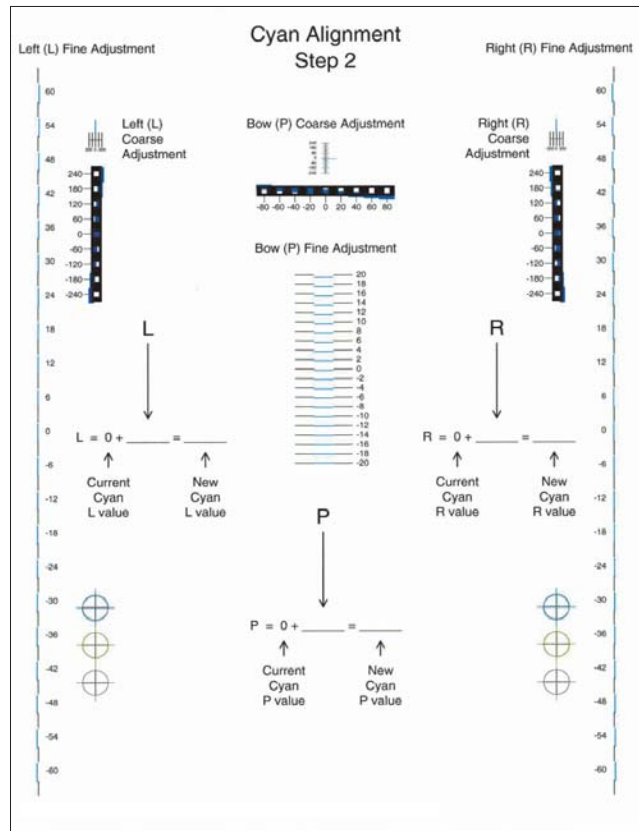 Cyan Alignment
Step 2
Left (L) Fine Adjustment
Right (R) Fine Adjustment
60
54
48
42
36
30
24
18
12
6
0
-6
-12
-18
-24
-30
-36
-42
-48
-54
-60
Left (L)
Coarse
Adjustment
240
180
120
60
0
-60
-120
-180
-240
Bow (P) Coarse Adjustment
-80 -60 -40 -20 0 20 40 60 80
Right (R)
Coarse
Adjustment
240
180
120
60
0
-60
-120
-180
-240
Bow (P) Fine Adjustment
20
18
16
14
12
10
8
6
4
2
0
-2
-4
-6
-8
-10
-12
-14
-16
-18
-20
L
L = 0 + ______ = ______
Current
Cyan
L value
New
Cyan
L value
R
R = 0 + ______ = ______
Current
Cyan
R value
New
Cyan
R value
P
P = 0 + ______ = ______
Current
Cyan
P value
New
Cyan
P value
60
54
48
42
36
30
24
18
12
6
0
-6
-12
-18
-24
-30
-36
-42
-48
-54
-60